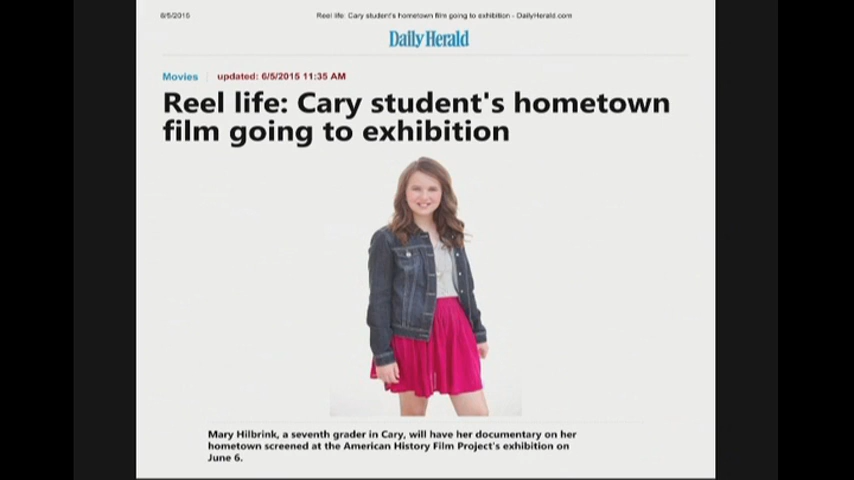 6/5/2015
Reel life: Cary student's hometown film going to exhibition - DailyHerald.com
Daily Herald
Movies | updated: 6/5/2015 11:35 AM
Reel life: Cary student's hometown
film going to exhibition
Mary Hilbrink, a seventh grader in Cary, will have her documentary on her
hometown screened at the American History Film Project's exhibition on
June 6.